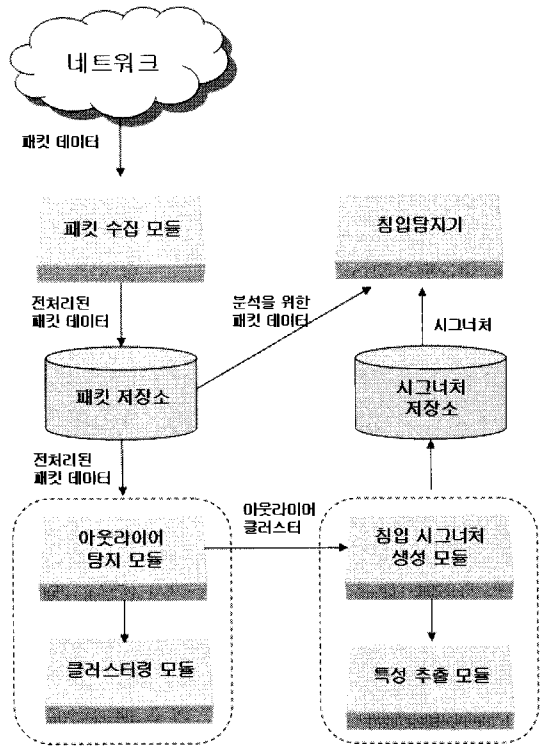 네트워크
패킷 데이터
패킷 수집 모듈
침입탐지기
전처리된
패킷 데이터
분석을 위한
패킷 데이터
시그너처
패킷 저장소
시그너처
저장소
전처리된
패킷 데이터
아웃라이어
클러스터
아웃라이어
탐지 모듈
침입 시그너처
생성 모듈
클러스터링 모듈
특성 추출 모듈